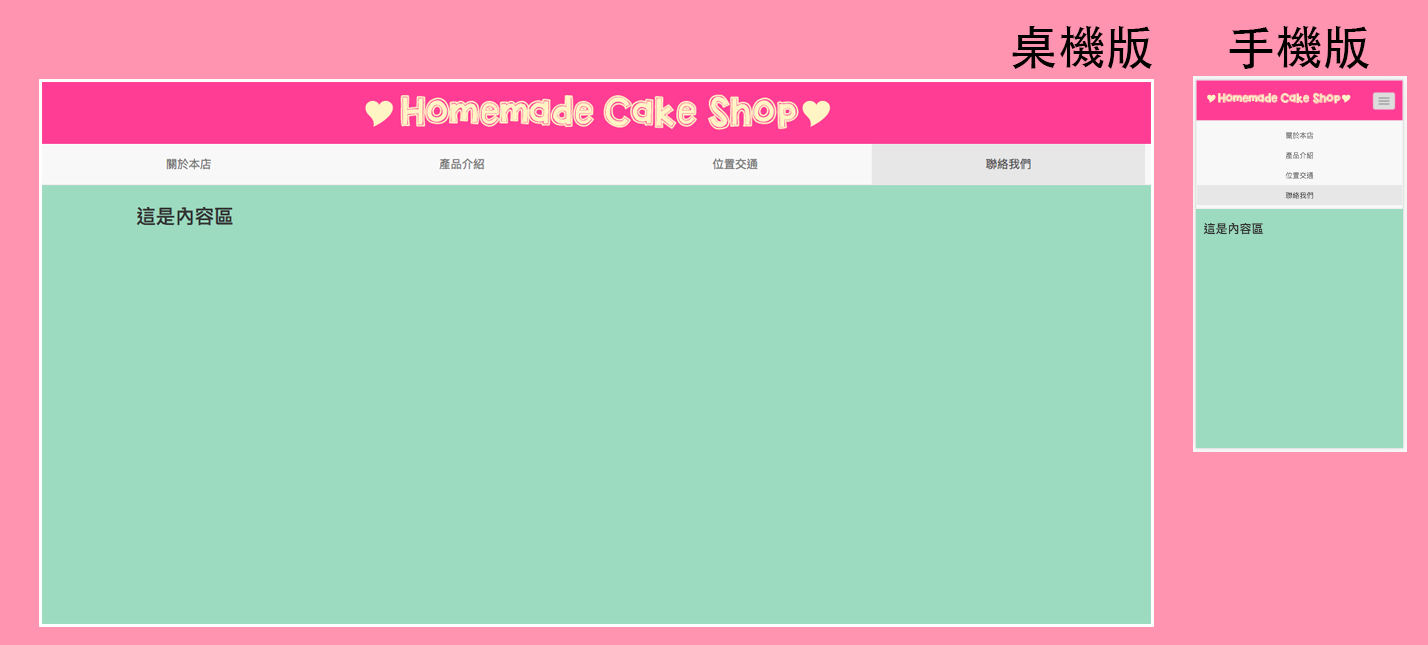 桌機版
手機版
♥Homemade Cake Shop♥
關於本店 產品介紹 位置交通 聯絡我們
這是內容區
♥Homemade Cake Shop♥
關於本店
產品介紹
位置交通
聯絡我們
這是內容區